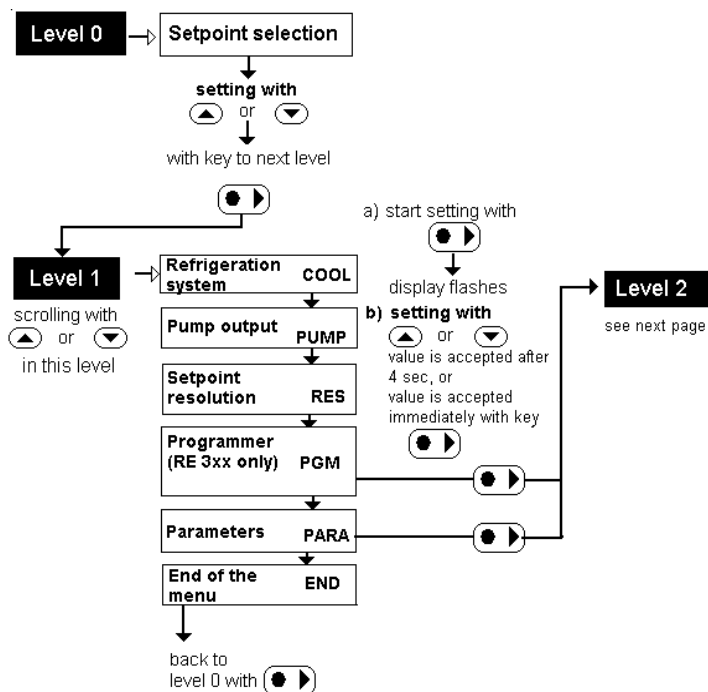 Level 0
Setpoint selection
setting with
or
with key to next level
Level 1
scrolling with
or
in this level
Refrigeration
system COOL
Pump output
PUMP
Setpoint
resolution RES
Programmer
(RE 3xx only) PGM
Parameters PARA
End of the
menu END
back to
level 0 with
a) start setting with
display flashes
b) setting with
or
value is accepted after
4 sec, or
value is accepted
immediately with key
Level 2
see next page